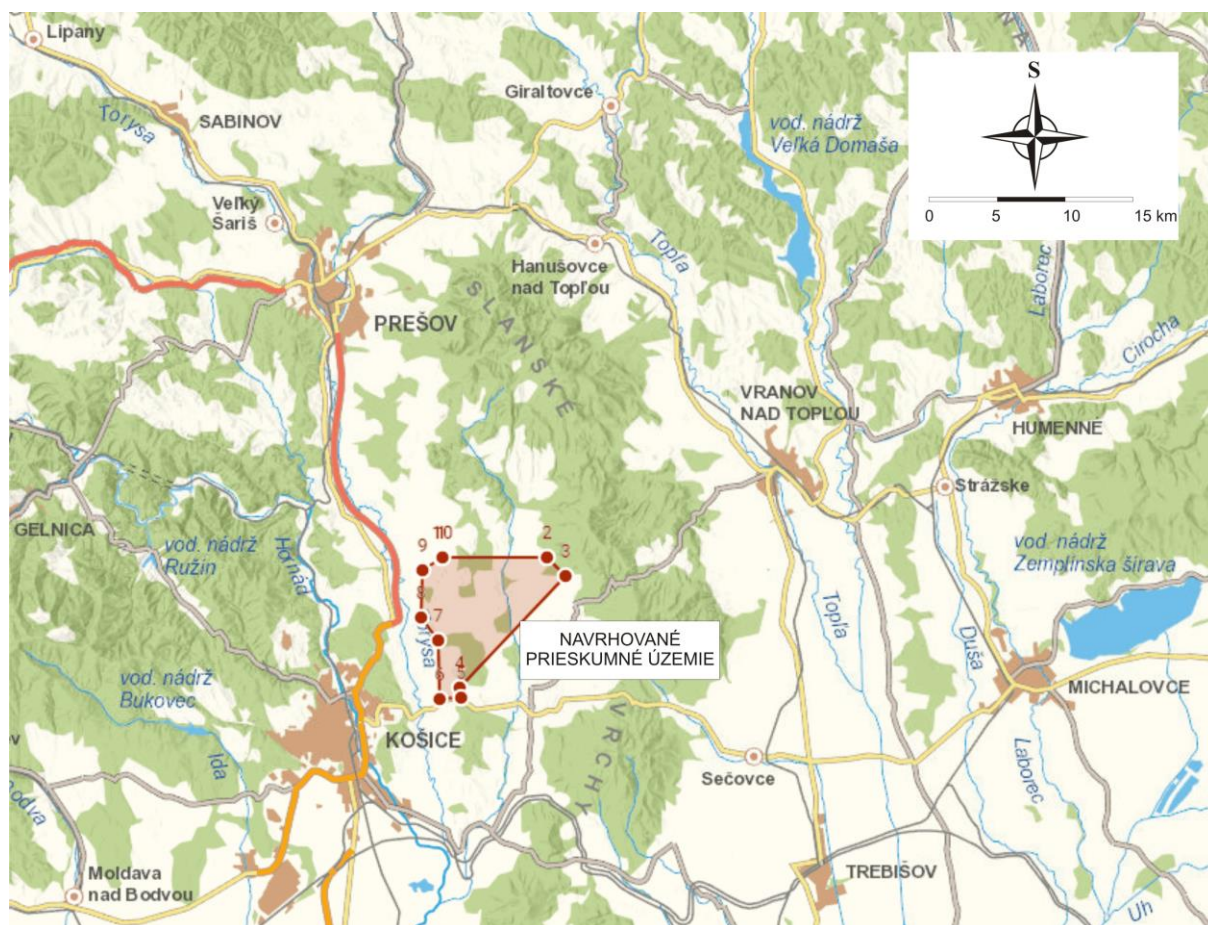 Lipany
Torysa
SABINOV
Veľký
Šariš
PREŠOV
Giraltovce
Hanušovce
nad Topľou
Topľa
vod. nádrž
Veľká Domaša
S
0 5 10 15 km
Laborec
Cirocha
SLANSKÉ
VRANOV
NAD TOPĽOU
HUMENNÉ
Strážske
GELNICA
vod. nádrž
Ružín
Hornád
9
110
2
3
8
7
4
5
6
Torysa
NAVRHOVANÉ
PRIESKUMNÉ ÚZEMIE
vod. nádrž
Zemplínska šírava
Topľa
Duša
MICHALOVCE
vod. nádrž
Bukovec
Ida
KOŠICE
VRCHY
Sečovce
Laborec
Moldava
nad Bodvou
TREBIŠOV
Uh